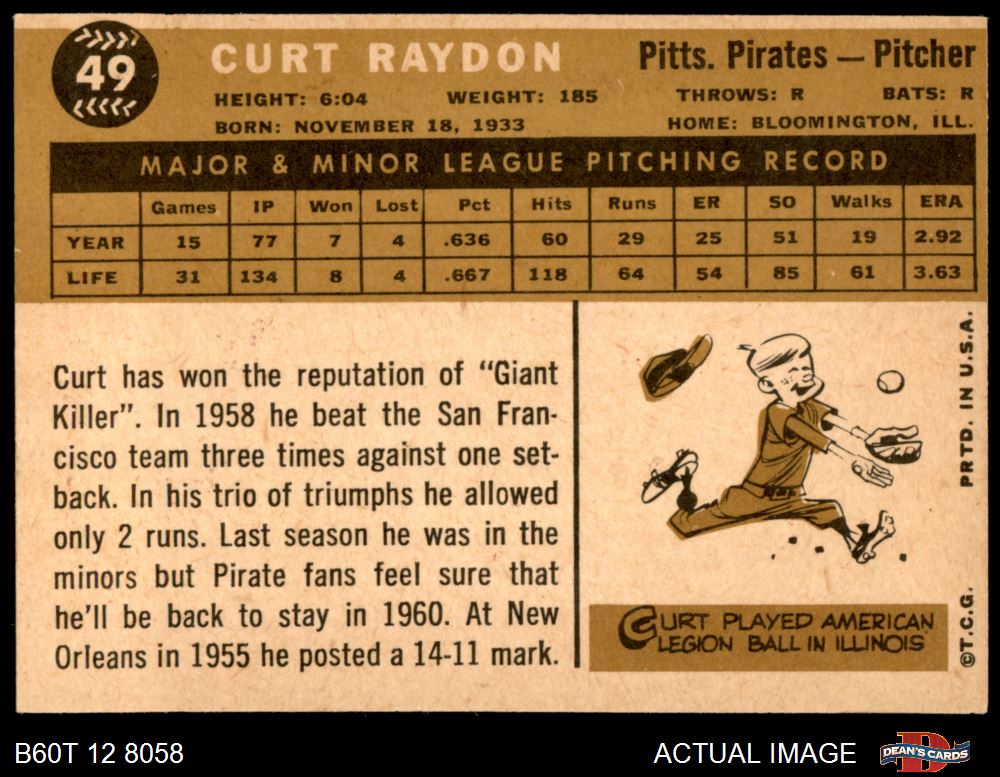 49
CURT RAYDON
Pitts. Pirates — Pitcher
HEIGHT: 6:04 WEIGHT: 185 THROWS: R BATS: R
BORN: NOVEMBER 18, 1933 HOME: BLOOMINGTON, ILL.
MAJOR & MINOR LEAGUE PITCHING RECORD
Games IP Won Lost Pct Hits Runs ER SO Walks ERA
YEAR 15 77 7 4 .636 60 29 25 51 19 2.92
LIFE 31 134 8 4 .667 118 64 54 85 61 3.63
Curt has won the reputation of “Giant
Killer”. In 1958 he beat the San Fran-
cisco team three times against one set-
back. In his trio of triumphs he allowed
only 2 runs. Last season he was in the
minors but Pirate fans feel sure that
he'll be back to stay in 1960. At New
Orleans in 1955 he posted a 14-11 mark.
CURT PLAYED AMERICAN
LEGION BALL IN ILLINOIS
PRTD. IN U.S.A.
©T.C.G.
B60T 12 8058
ACTUAL IMAGE
D
DEAN'S CARDS